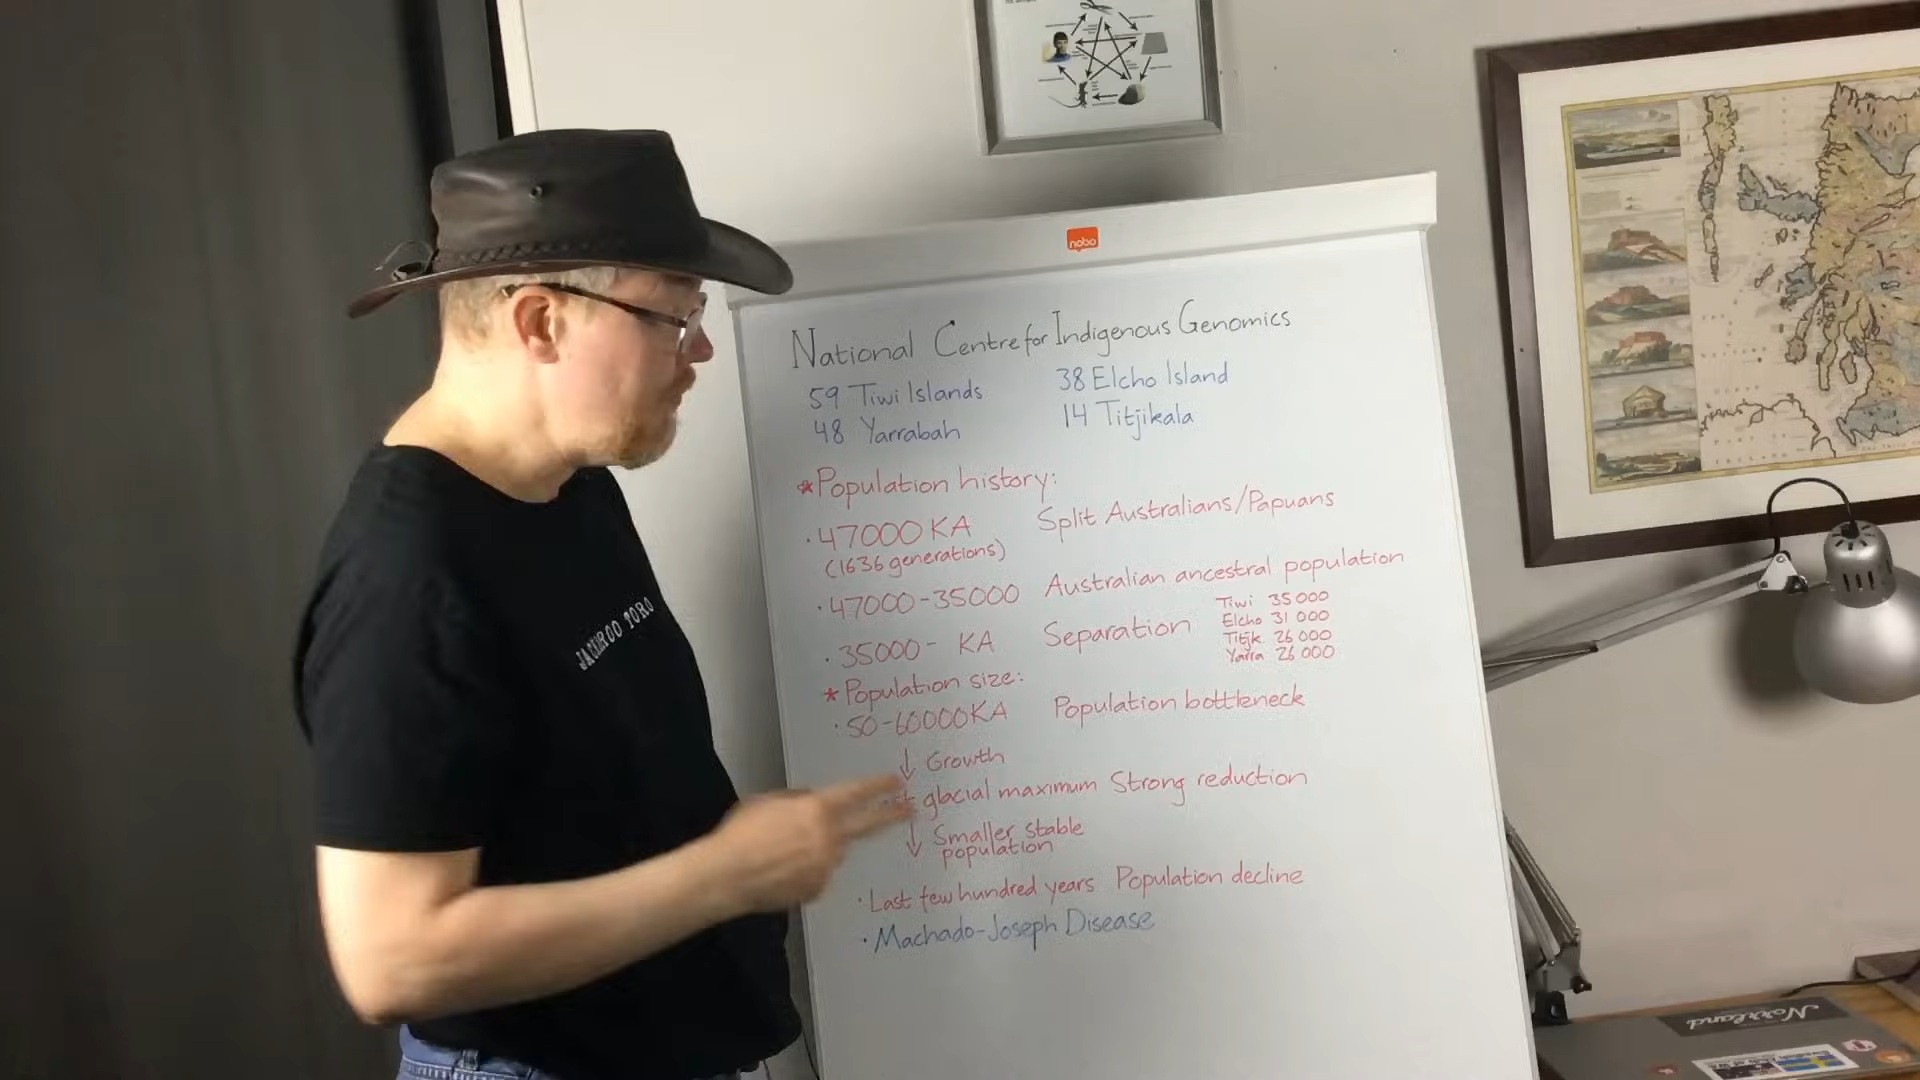 nobo
National Centre for Indigenous Genomics
59 Tiwi Islands
38 Elcho Island
48 Yarrabah
14 Titjikala
*Population history:
·47000 KA
Split Australians/Papuans
(1636 generations)
·47000-35000
Australian ancestral population
·35000- KA
Separation
Tiwi 35 000
Elcho 31 000
Titjk 26 000
Yarra 26 000
* Population size:
·50-60000KA
Population bottleneck
↓ Growth
glacial maximum Strong reduction
↓ Smaller stable
population
·Last few hundred years Population decline
·Machado-Joseph Disease
JACKAROO TORO
Norrland